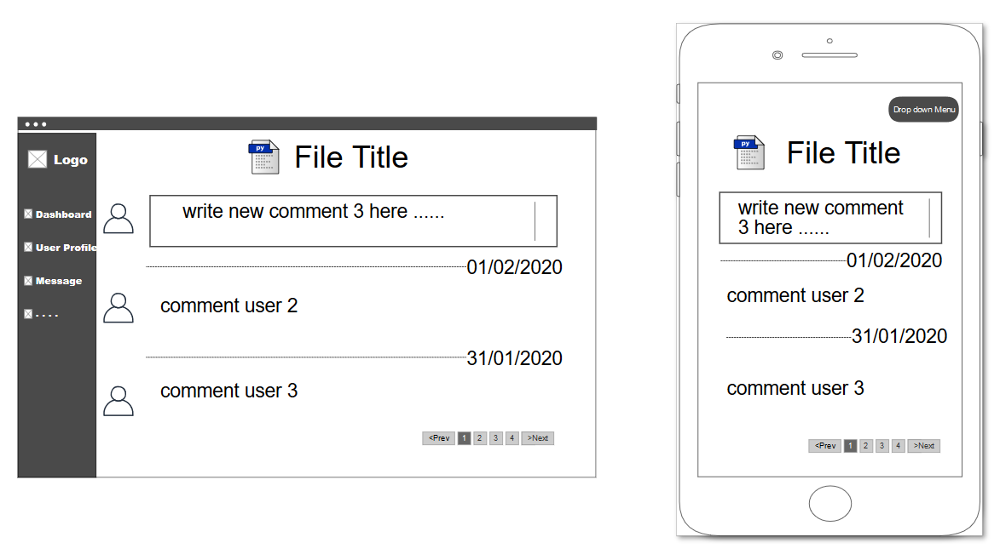 Logo
Dashboard
User Profile
Message
. . . .
py
File Title
write new comment 3 here ......
01/02/2020
comment user 2
31/01/2020
comment user 3
<Prev 1 2 3 4 >Next
Drop down Menu
py
File Title
write new comment
3 here ......
01/02/2020
comment user 2
31/01/2020
comment user 3
<Prev 1 2 3 4 >Next